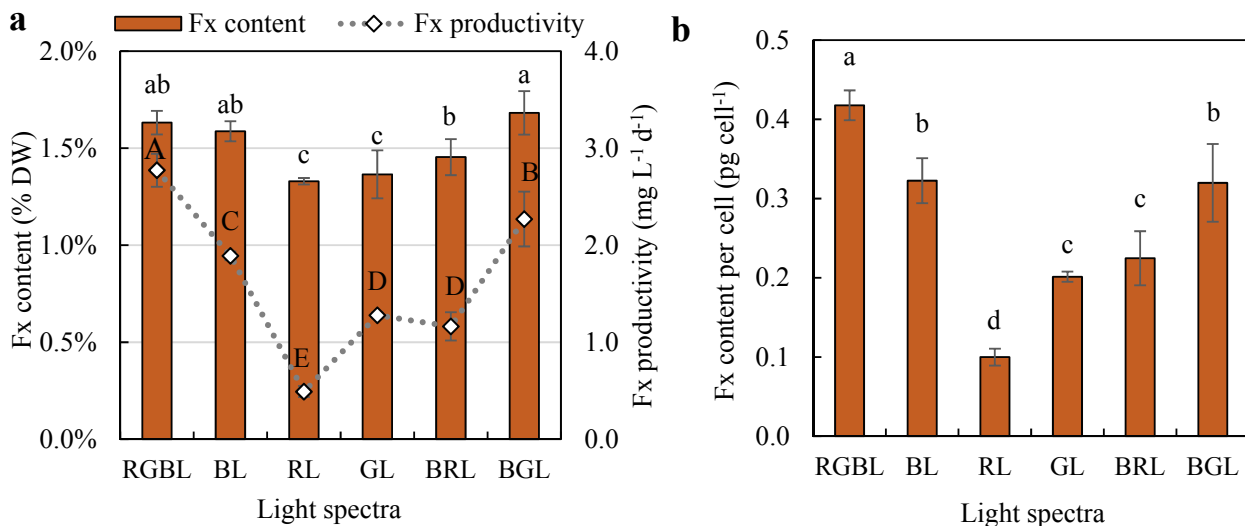 a
Fx content
Fx productivity
Fx content (% DW)
2.0%
1.5%
1.0%
0.5%
0.0%
ab
ab
c
c
b
a
A
C
E
D
D
B
4.0
3.0
2.0
1.0
0.0
Fx productivity (mg L⁻¹ d⁻¹)
RGBL BL RL GL BRL BGL
Light spectra
b
Fx content per cell (pg cell⁻¹)
0.5
0.4
0.3
0.2
0.1
0.0
a
b
d
c
c
b
RGBL BL RL GL BRL BGL
Light spectra